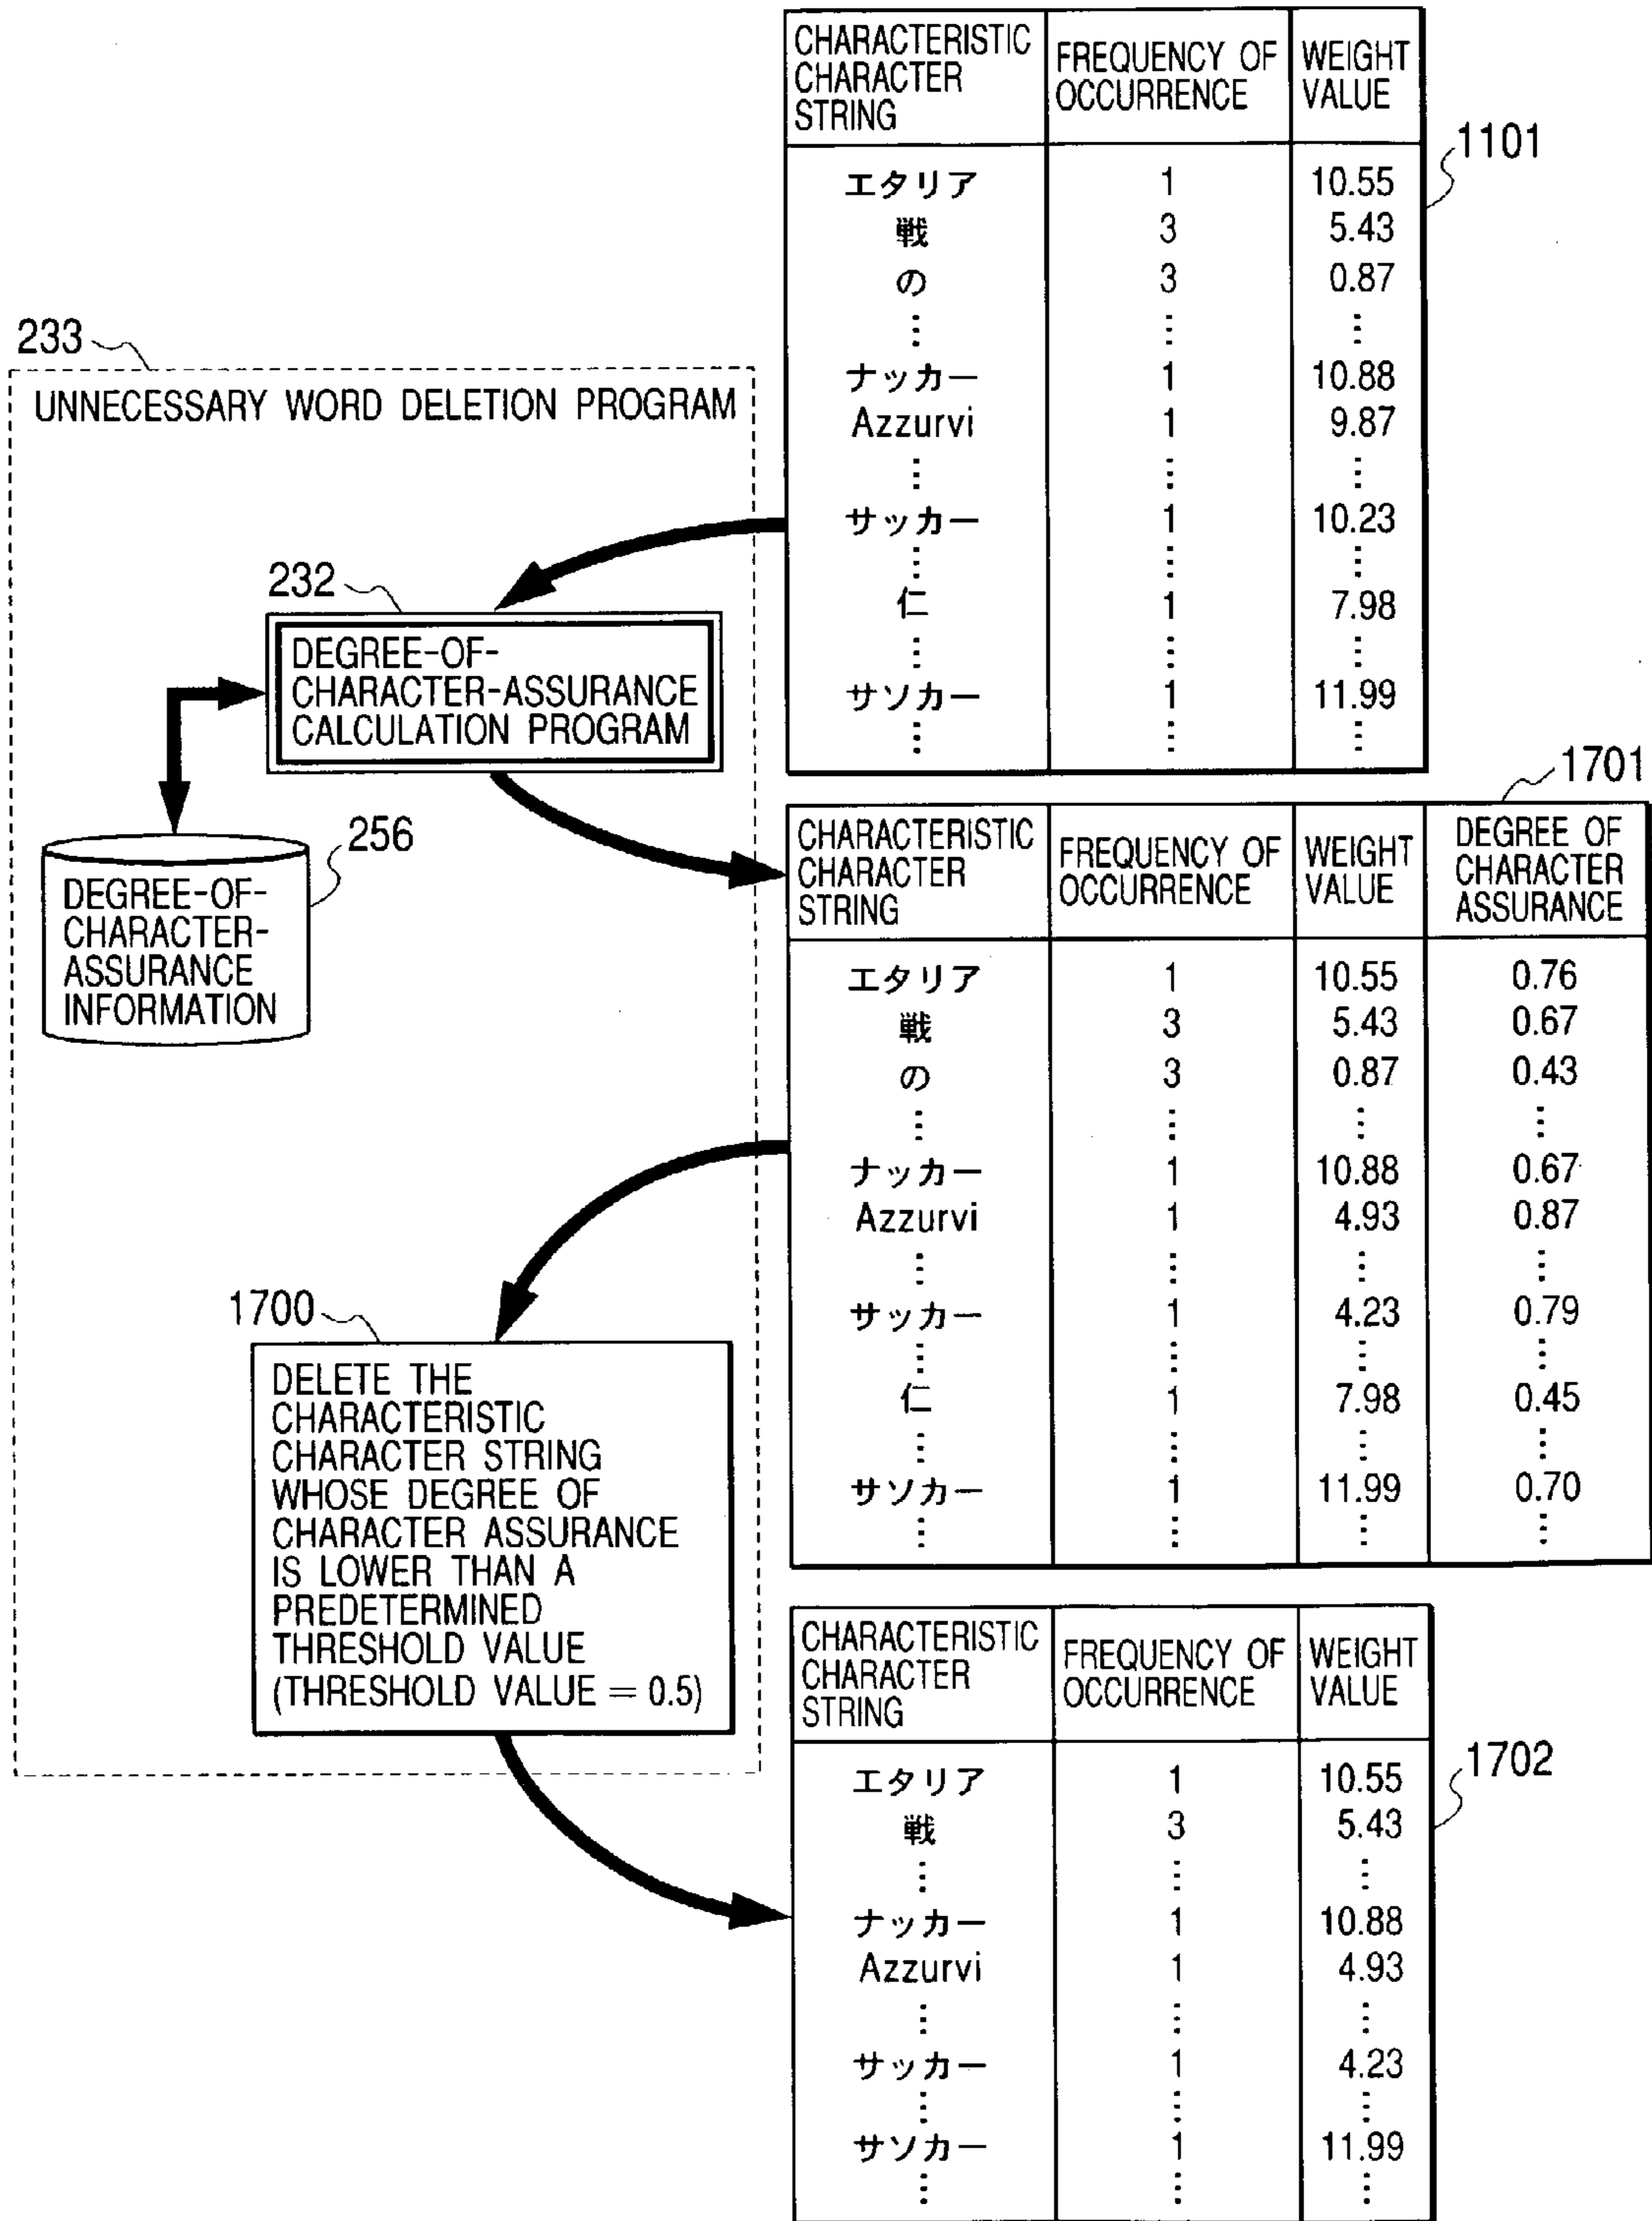 CHARACTERISTIC CHARACTER STRING FREQUENCY OF OCCURRENCE WEIGHT VALUE
1101
エタリア 1 10.55
戦 3 5.43
の 3 0.87
⋮ ⋮ ⋮
ナッカー 1 10.88
Azzurvi 1 9.87
⋮ ⋮ ⋮
サッカー 1 10.23
⋮ ⋮ ⋮
仁 1 7.98
⋮ ⋮ ⋮
サソカー 1 11.99
⋮ ⋮ ⋮
233
UNNECESSARY WORD DELETION PROGRAM
232
DEGREE-OF-
CHARACTER-ASSURANCE
CALCULATION PROGRAM
256
DEGREE-OF-
CHARACTER-
ASSURANCE
INFORMATION
1701
CHARACTERISTIC CHARACTER STRING FREQUENCY OF OCCURRENCE WEIGHT VALUE DEGREE OF CHARACTER ASSURANCE
エタリア 1 10.55 0.76
戦 3 5.43 0.67
の 3 0.87 0.43
⋮ ⋮ ⋮ ⋮
ナッカー 1 10.88 0.67
Azzurvi 1 4.93 0.87
⋮ ⋮ ⋮ ⋮
サッカー 1 4.23 0.79
⋮ ⋮ ⋮ ⋮
仁 1 7.98 0.45
⋮ ⋮ ⋮ ⋮
サソカー 1 11.99 0.70
⋮ ⋮ ⋮ ⋮
1700
DELETE THE
CHARACTERISTIC
CHARACTER STRING
WHOSE DEGREE OF
CHARACTER ASSURANCE
IS LOWER THAN A
PREDETERMINED
THRESHOLD VALUE
(THRESHOLD VALUE = 0.5)
CHARACTERISTIC CHARACTER STRING FREQUENCY OF OCCURRENCE WEIGHT VALUE
1702
エタリア 1 10.55
戦 3 5.43
⋮ ⋮ ⋮
ナッカー 1 10.88
Azzurvi 1 4.93
⋮ ⋮ ⋮
サッカー 1 4.23
⋮ ⋮ ⋮
サソカー 1 11.99
⋮ ⋮ ⋮